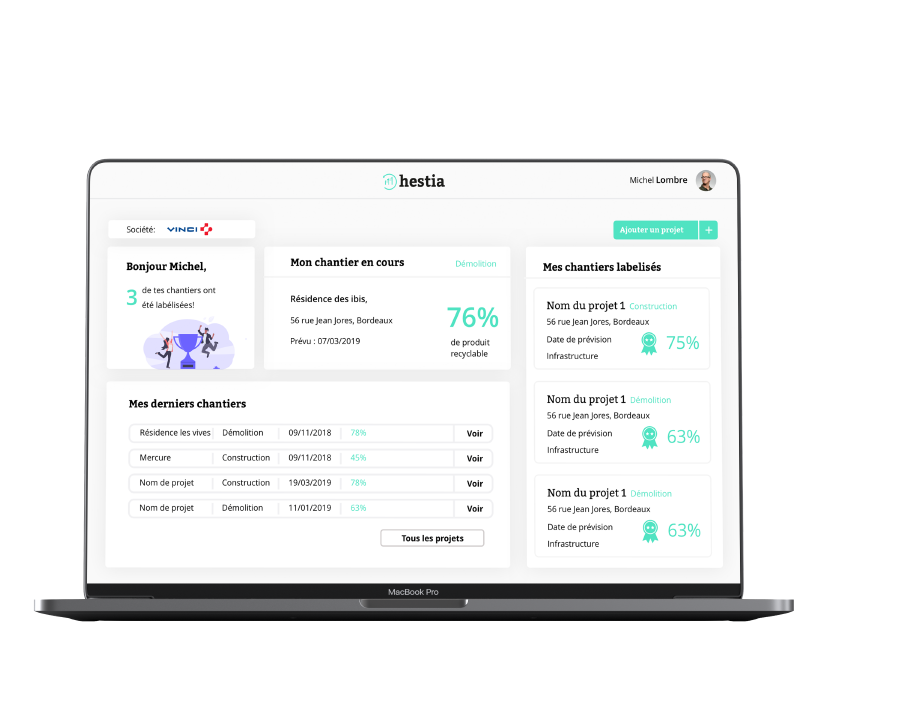 hestia
Michel Lombre
Société: VINCI
Ajouter un projet +
Bonjour Michel,
3 de tes chantiers ont
été labélisées!
Mon chantier en cours Démolition
Résidence des ibis,
56 rue Jean Jores, Bordeaux
Prévu : 07/03/2019
76%
de produit
recyclable
Mes derniers chantiers
Résidence les vives Démolition 09/11/2018 78% Voir
Mercure Construction 09/11/2018 45% Voir
Nom de projet Construction 19/03/2019 78% Voir
Nom de projet Démolition 11/01/2019 63% Voir
Tous les projets
Mes chantiers labelisés
Nom du projet 1 Construction
56 rue Jean Jores, Bordeaux
Date de prévision
Infrastructure
75%
Nom du projet 1 Démolition
56 rue Jean Jores, Bordeaux
Date de prévision
Infrastructure
63%
Nom du projet 1 Démolition
56 rue Jean Jores, Bordeaux
Date de prévision
Infrastructure
63%
MacBook Pro